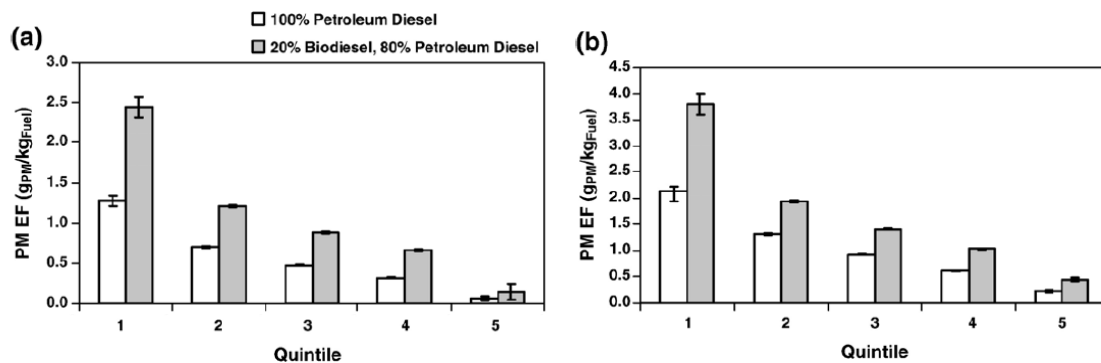 100% Petroleum Diesel
20% Biodiesel, 80% Petroleum Diesel
(a)
3.0
2.5
2.0
1.5
1.0
0.5
0.0
PM EF (gPM/kgFuel)
1 2 3 4 5
Quintile
(b)
4.5
4.0
3.5
3.0
2.5
2.0
1.5
1.0
0.5
0.0
PM EF (gPM/kgFuel)
1 2 3 4 5
Quintile